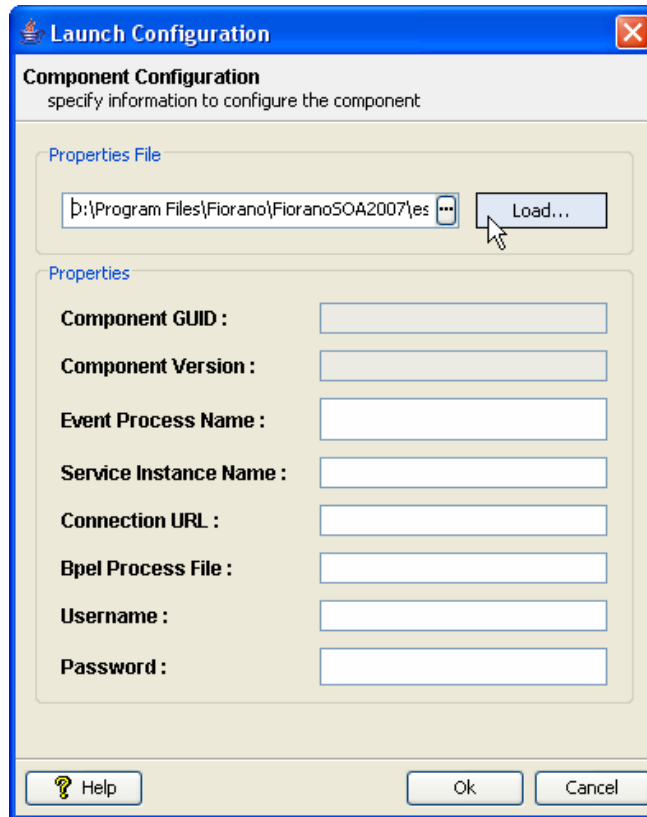 Launch Configuration
Component Configuration
specify information to configure the component
Properties File
D:\Program Files\Fiorano\FioranoSOA2007\es
...
Load...
Properties
Component GUID :
Component Version :
Event Process Name :
Service Instance Name :
Connection URL :
Bpel Process File :
Username :
Password :
? Help
Ok
Cancel